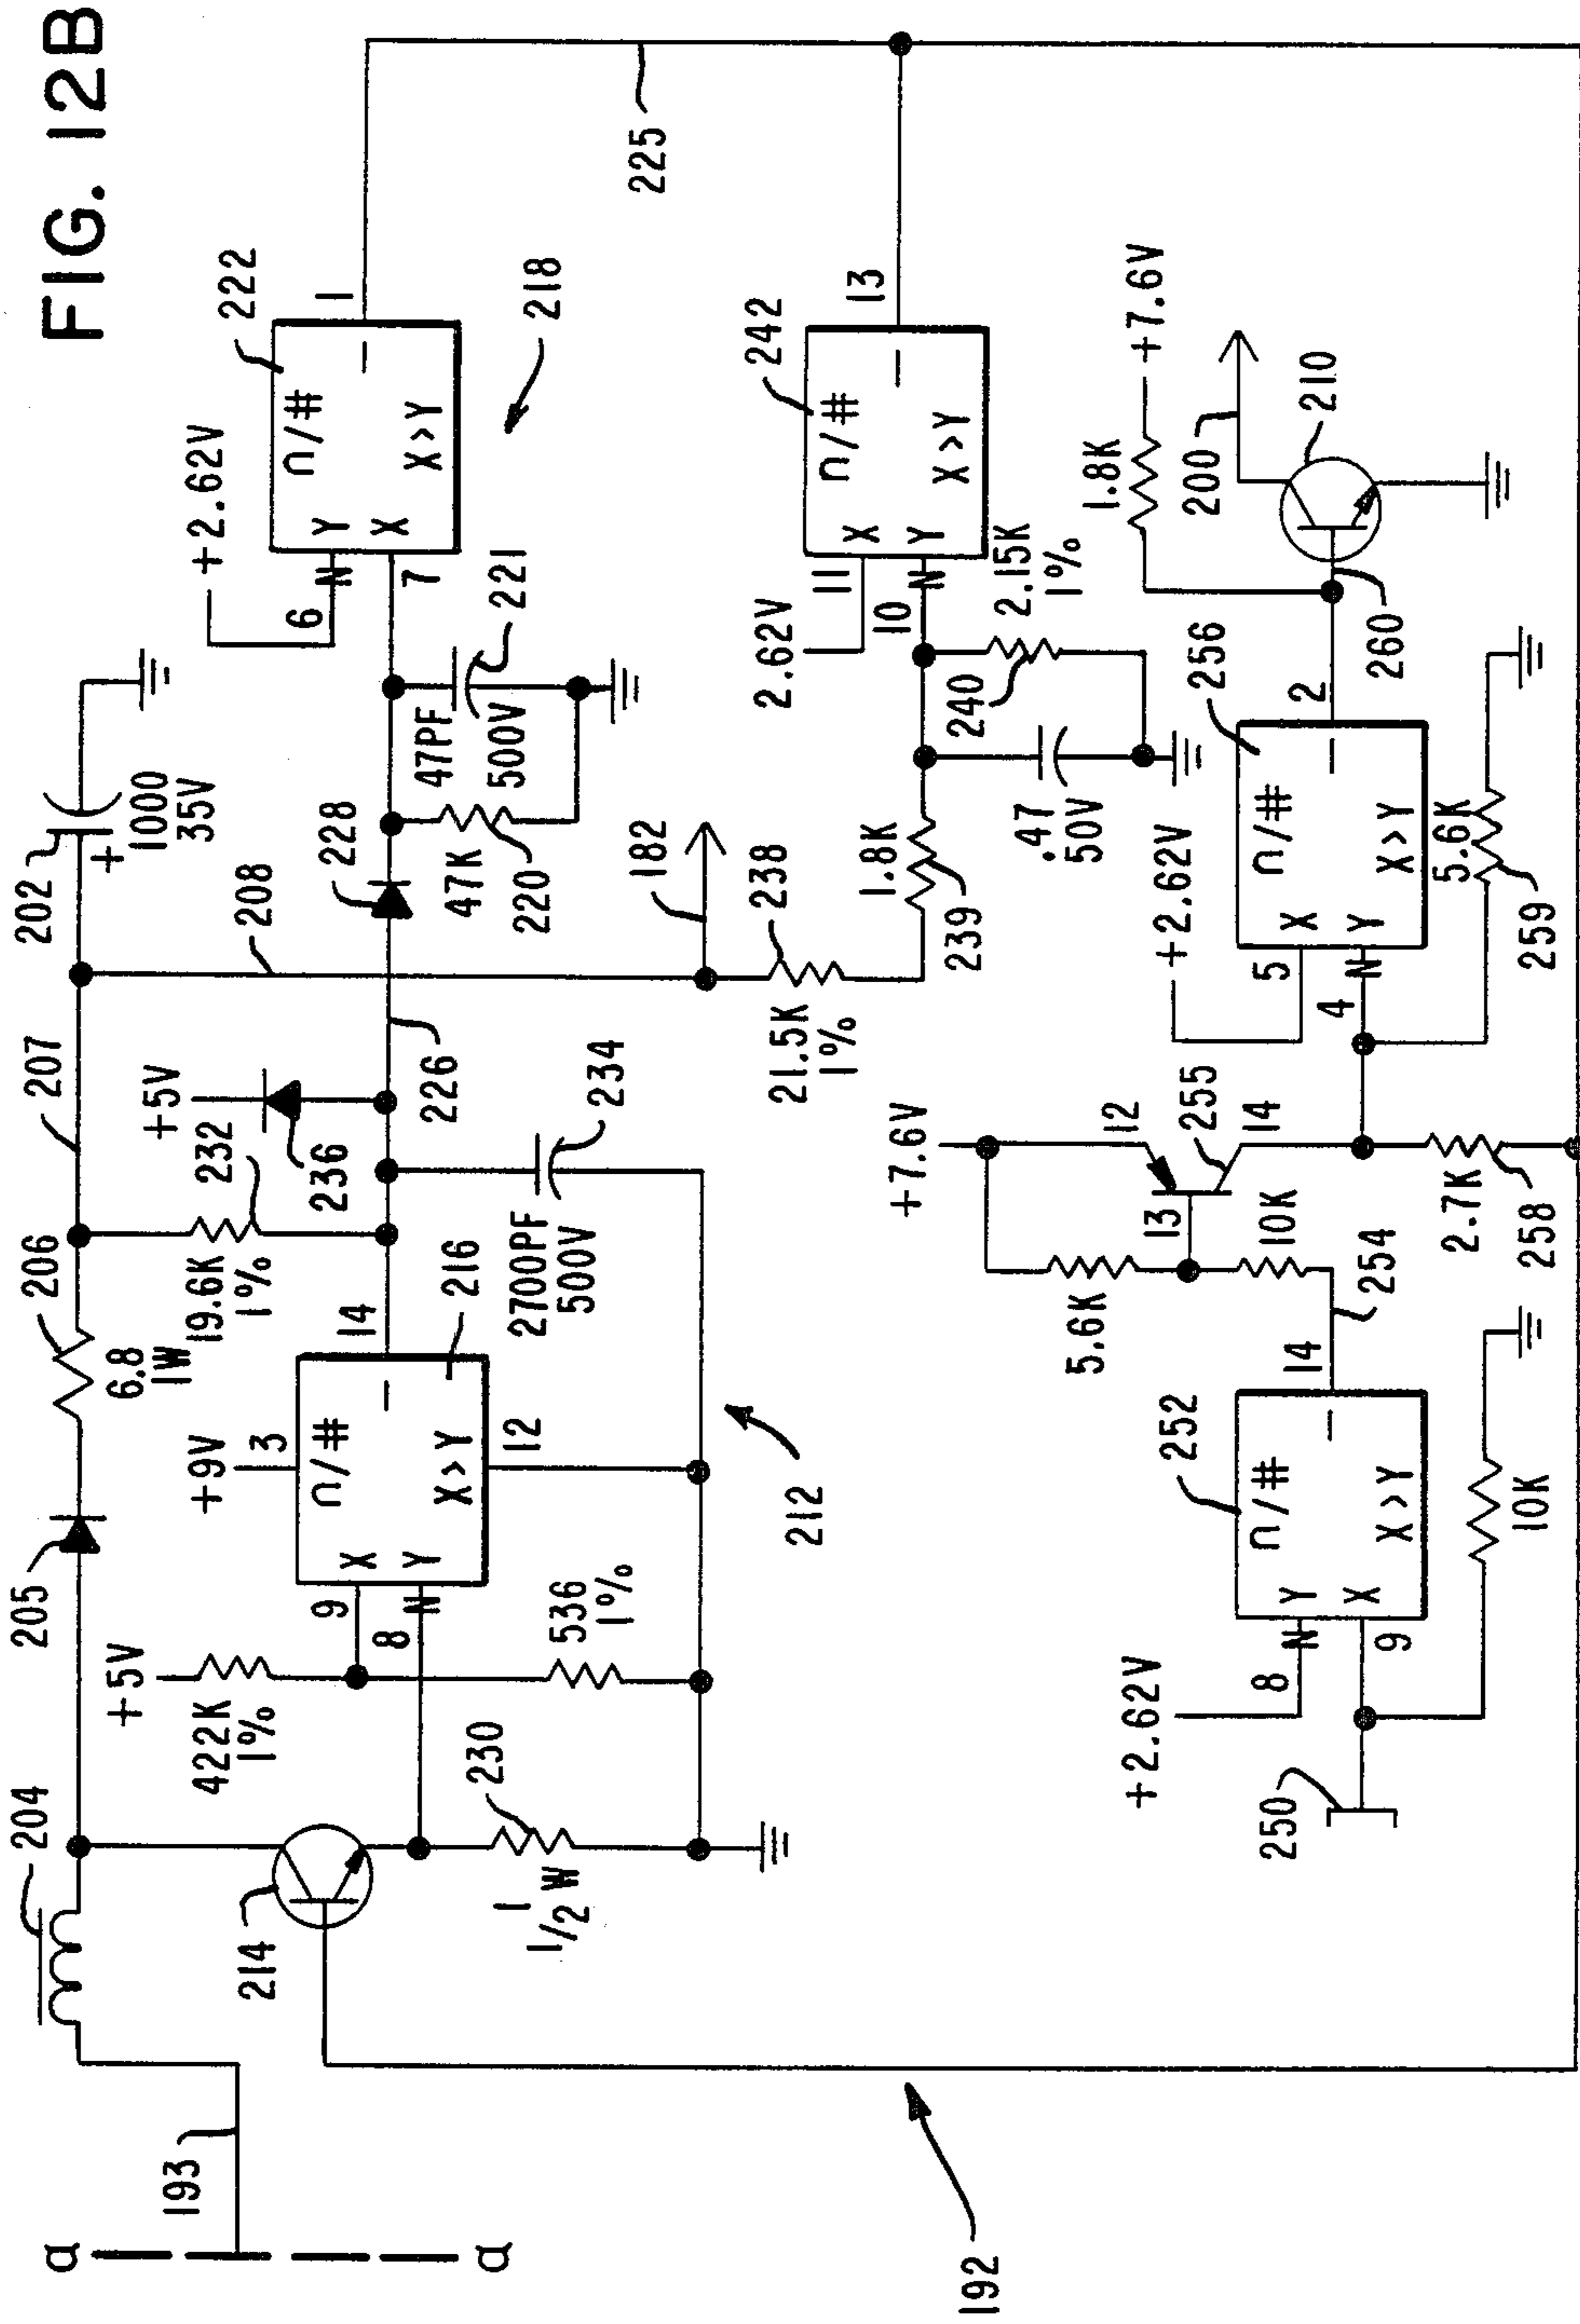 FIG. 12B
a
a
193
192
204
205
206
207
202
+
1000
35V
208
6.8
1W
+5V
422K
1%
+9V
3
19.6K
1%
232
+5V
236
228
+2.62V
222
6
N
Y
X
7
n/#
X>Y
–
1
218
225
214
9
8
N
X
Y
n/#
X>Y
–
14
12
216
226
234
2700PF
500V
47K
220
47PF
500V
221
230
1
1/2 W
536
1%
212
182
238
21.5K
1%
1.8K
239
.47
50V
240
2.15K
1%
2.62V
11
10
N
X
Y
n/#
X>Y
–
13
242
+7.6V
5.6K
13
12
14
255
10K
254
2.7K
258
+2.62V
8
N
Y
X
9
n/#
X>Y
–
14
252
250
10K
+2.62V
5
4
N
X
Y
n/#
X>Y
–
2
256
5.6K
259
260
1.8K
+7.6V
200
210